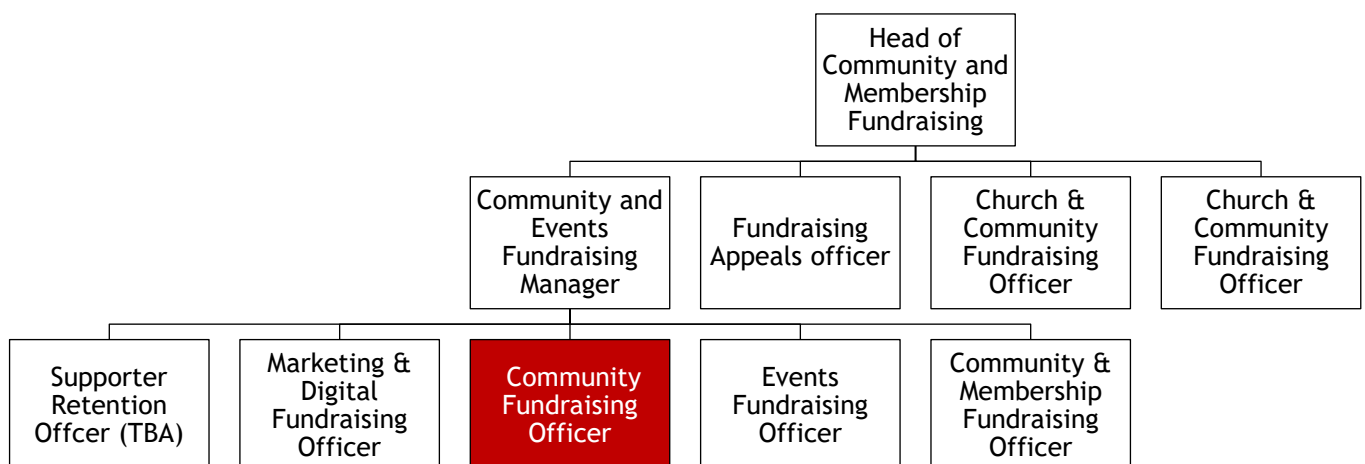 Head of
Community and
Membership
Fundraising
Community and
Events
Fundraising
Manager
Fundraising
Appeals officer
Church &
Community
Fundraising
Officer
Church &
Community
Fundraising
Officer
Supporter
Retention
Offcer (TBA)
Marketing &
Digital
Fundraising
Officer
Community
Fundraising
Officer
Events
Fundraising
Officer
Community &
Membership
Fundraising
Officer